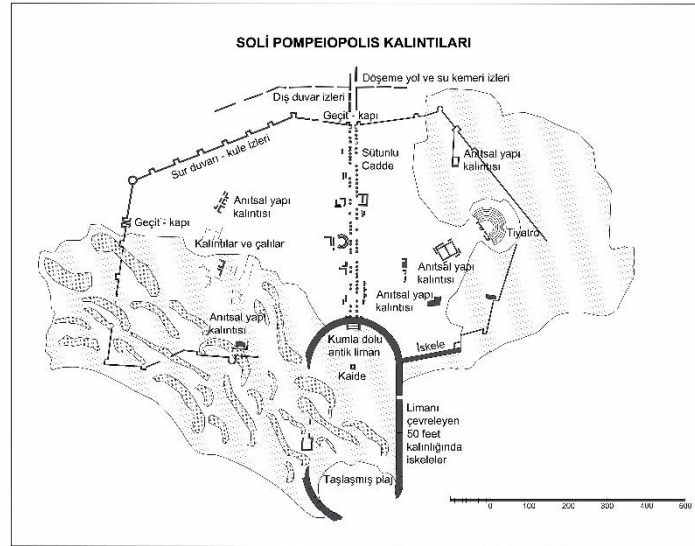 SOLİ POMPEIOPOLIS KALINTILARI
Döşeme yol ve su kemeri izleri
Dış duvar izleri
Geçit - kapı
Sur duvarı - kule izleri
Sütunlu
Cadde
Anıtsal yapı
kalıntısı
Anıtsal yapı
kalıntısı
Geçit - kapı
Tiyatro
Kalıntılar ve çalılar
Anıtsal yapı
kalıntısı
Anıtsal yapı
kalıntısı
Anıtsal yapı
kalıntısı
Kumla dolu
antik liman
İskele
Kaide
Limanı
çevreleyen
50 feet
kalınlığında
iskeleler
Taşlaşmış plaj
0 100 200 300 400 500